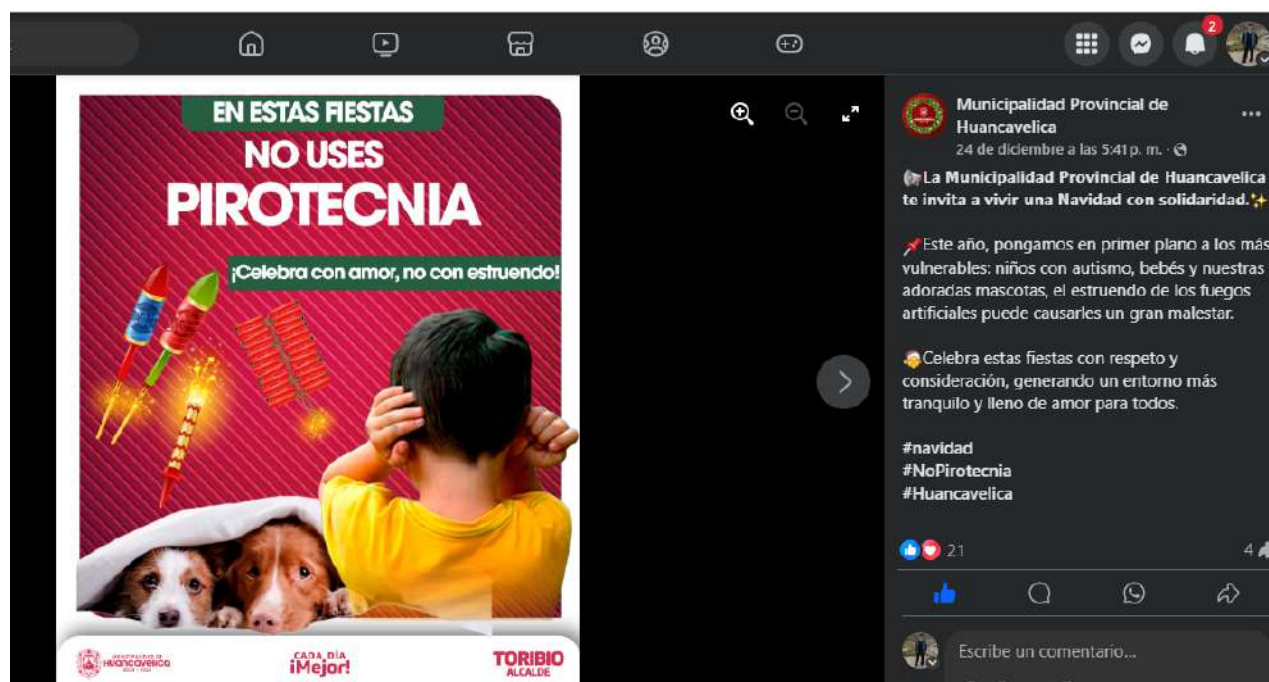 2
EN ESTAS FIESTAS
NO USES
PIROTECNIA
¡Celebra con amor, no con estruendo!
HUANCAVELICA
CADA DÍA
¡Mejor!
TORIBIO
ALCALDE
Municipalidad Provincial de
Huancavelica
24 de diciembre a las 5:41 p. m. ·
La Municipalidad Provincial de Huancavelica
te invita a vivir una Navidad con solidaridad.
Este año, pongamos en primer plano a los más
vulnerables: niños con autismo, bebés y nuestras
adoradas mascotas, el estruendo de los fuegos
artificiales puede causarles un gran malestar.
Celebra estas fiestas con respeto y
consideración, generando un entorno más
tranquilo y lleno de amor para todos.
#navidad
#NoPirotecnia
#Huancavelica
21
4
Escribe un comentario...